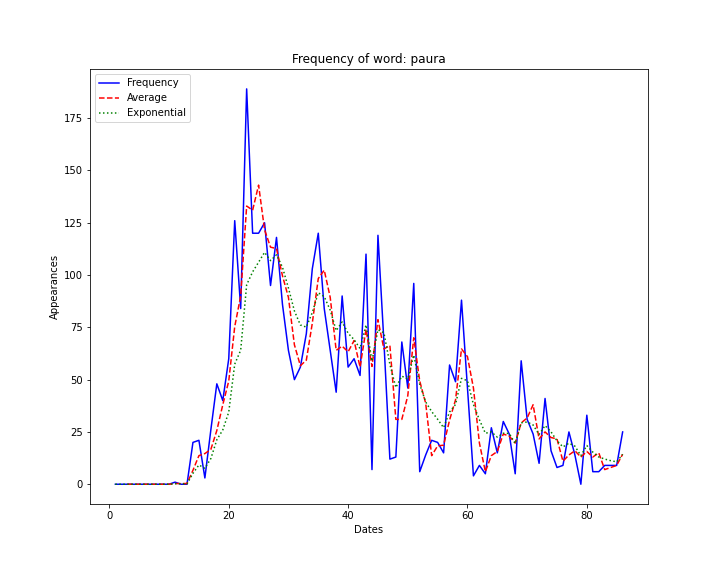 Frequency of word: paura
Frequency
Average
Exponential
175
150
125
100
75
50
25
0
Appearances
0 20 40 60 80
Dates